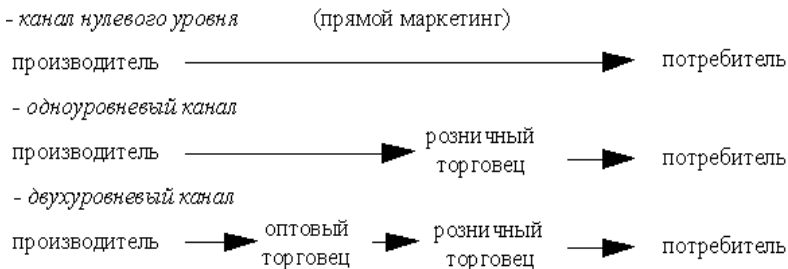 - канал нулевого уровня (прямой маркетинг)
производитель потребитель
- одноуровневый канал
производитель розничный торговец потребитель
- двухуровневый канал
производитель оптовый торговец розничный торговец потребитель